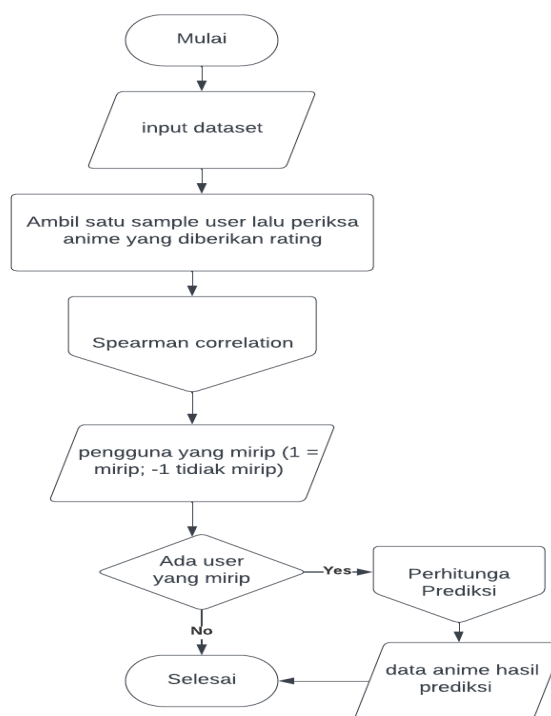 Mulai
input dataset
Ambil satu sample user lalu periksa
anime yang diberikan rating
Spearman correlation
pengguna yang mirip (1 =
mirip; -1 tidiak mirip)
Ada user
yang mirip
Yes
Perhitunga
Prediksi
No
Selesai
data anime hasil
prediksi